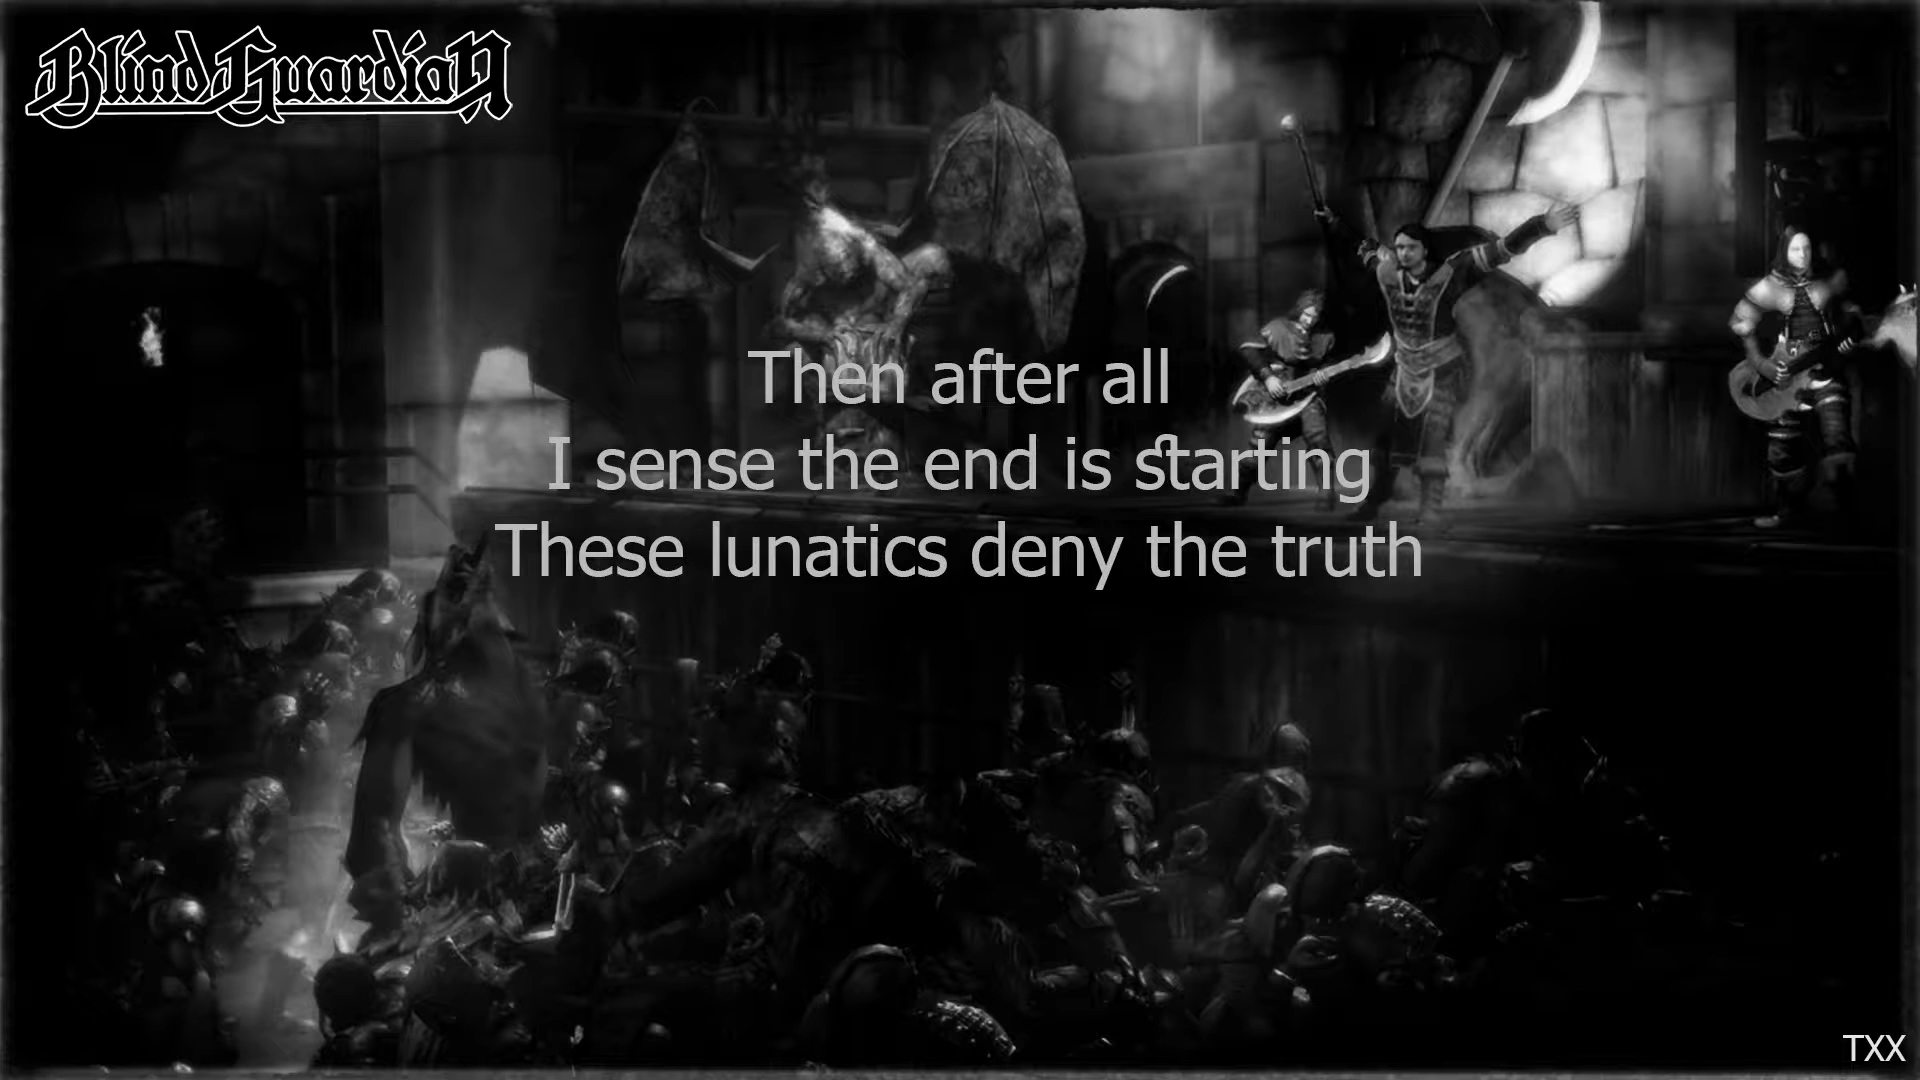 Blind Guardian
Then after all
I sense the end is starting
These lunatics deny the truth
TXX